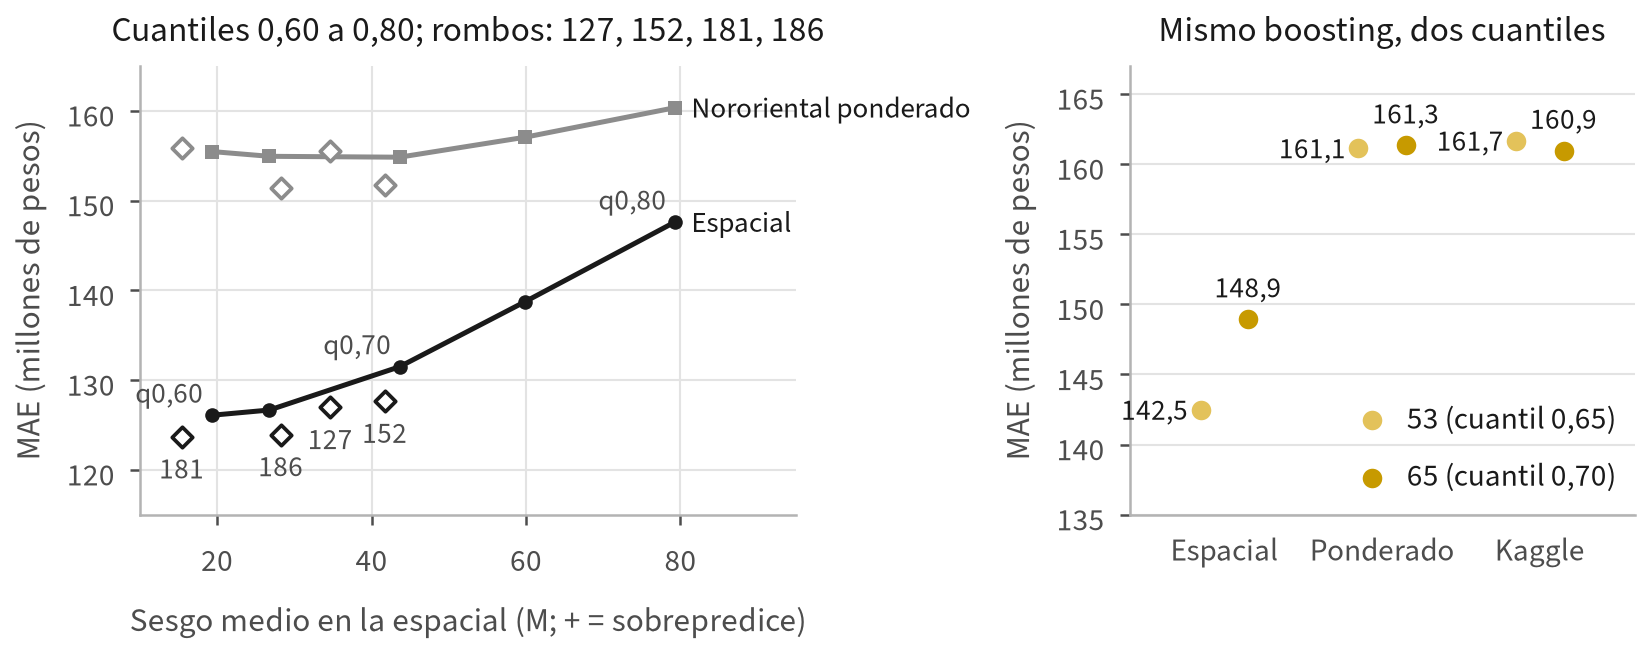 Cuantiles 0,60 a 0,80; rombos: 127, 152, 181, 186
MAE (millones de pesos)
160
150
140
130
120
Nororiental ponderado
q0,80
Espacial
q0,70
q0,60
127
152
181
186
20
40
60
80
Sesgo medio en la espacial (M; + = sobrepredice)
Mismo boosting, dos cuantiles
MAE (millones de pesos)
165
160
155
150
145
140
135
161,3
160,9
161,1
161,7
148,9
142,5
53 (cuantil 0,65)
65 (cuantil 0,70)
Espacial
Ponderado
Kaggle